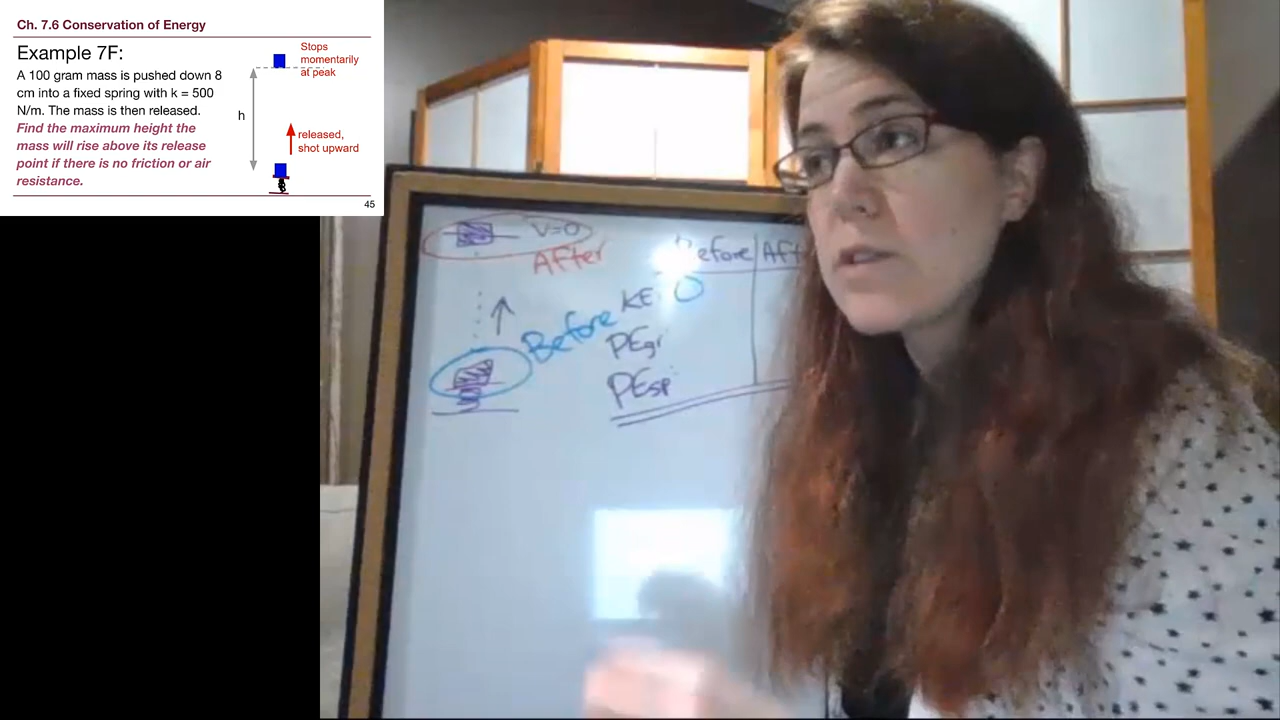 Ch. 7.6 Conservation of Energy
Example 7F:
A 100 gram mass is pushed down 8
cm into a fixed spring with k = 500
N/m. The mass is then released.
Find the maximum height the
mass will rise above its release
point if there is no friction or air
resistance.
Stops
momentarily
at peak
h
released,
shot upward
45
V=0
After
Before
Before
KE 0
PEgr
PEsp